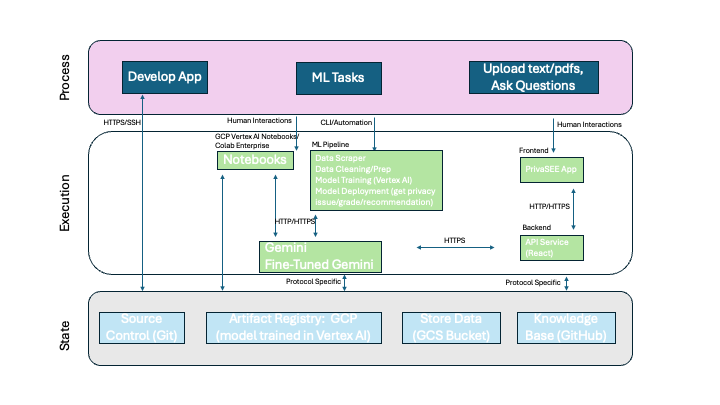 Process
Develop App
ML Tasks
Upload text/pdfs,
Ask Questions
HTTPS/SSH
Human Interactions
CLI/Automation
Human Interactions
Execution
GCP Vertex AI Notebooks/
Colab Enterprise
Notebooks
ML Pipeline
Data Scraper
Data Cleaning/Prep
Model Training (Vertex AI)
Model Deployment (get privacy
issue/grade/recommendation)
Frontend
PrivaSEE App
HTTP/HTTPS
HTTP/HTTPS
Backend
API Service
(React)
Gemini
Fine-Tuned Gemini
HTTPS
Protocol Specific
Protocol Specific
State
Source
Control (Git)
Artifact Registry: GCP
(model trained in Vertex AI)
Store Data
(GCS Bucket)
Knowledge
Base (GitHub)